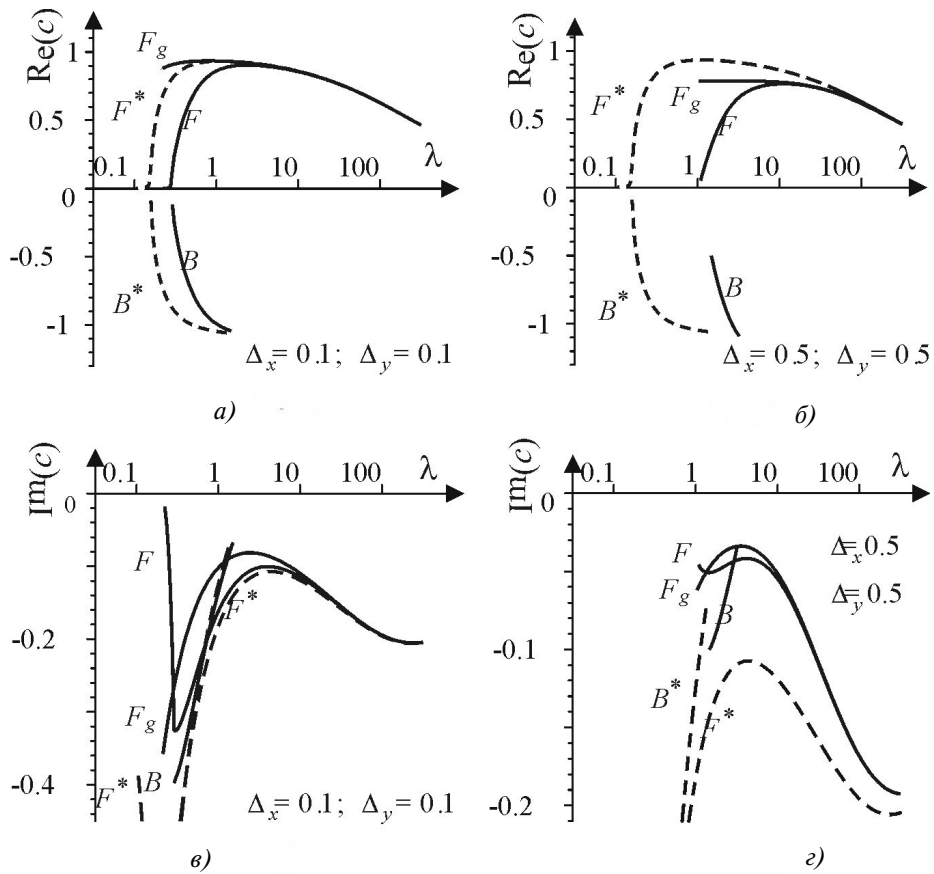 Re(c)
1
F_g
F*
F
0.5
0.1
1
10
100
λ
0
-0.5
B
B*
-1
Δ_x = 0.1; Δ_y = 0.1
а)
Re(c)
1
F*
F_g
0.5
F
0.1
1
10
100
λ
0
-0.5
B
B*
-1
Δ_x = 0.5; Δ_y = 0.5
б)
Im(c)
0.1
1
10
100
λ
0
F
F*
-0.2
F_g
F*
B
-0.4
Δ_x = 0.1; Δ_y = 0.1
в)
Im(c)
0.1
1
10
100
λ
0
F
Δ_x = 0.5
F_g
Δ_y = 0.5
B
-0.1
B*
F*
-0.2
г)